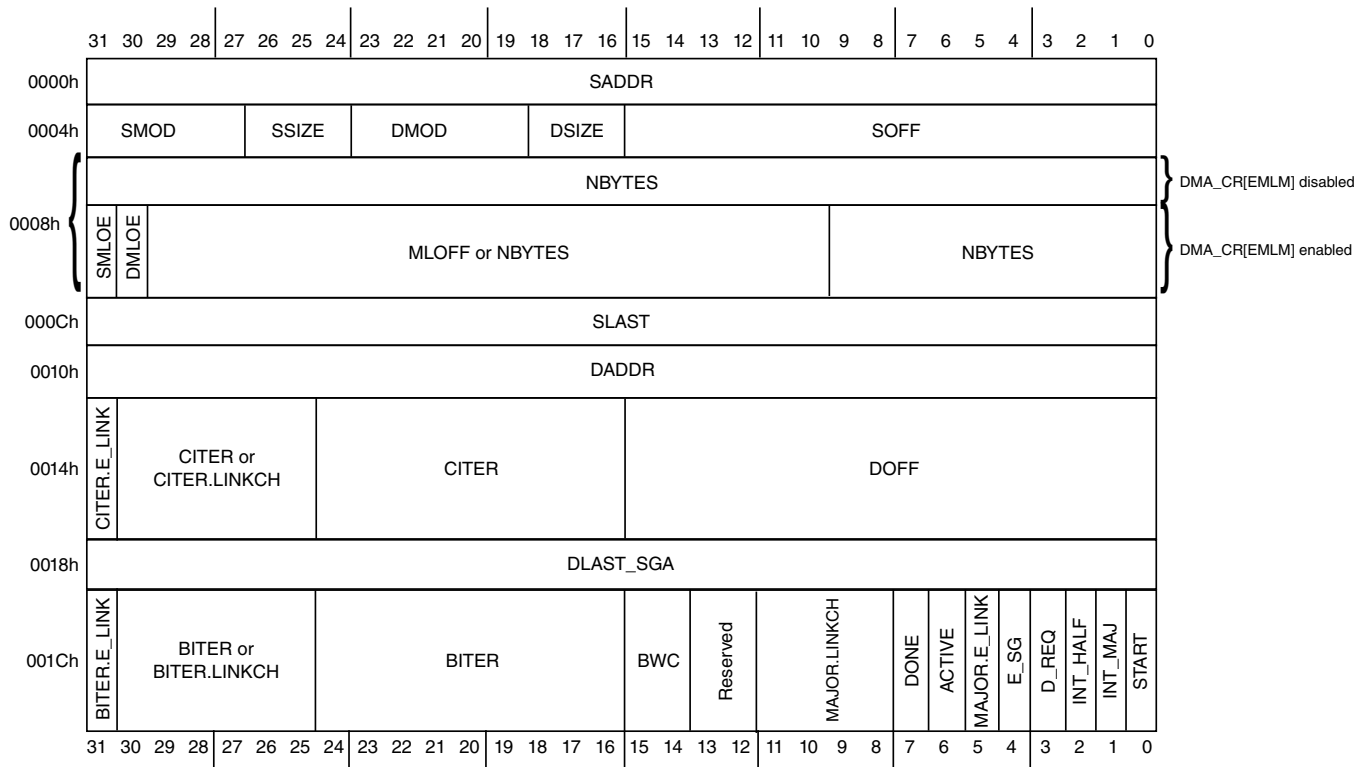 31 30 29 28 27 26 25 24 23 22 21 20 19 18 17 16 15 14 13 12 11 10 9 8 7 6 5 4 3 2 1 0
0000h SADDR
0004h SMOD SSIZE DMOD DSIZE SOFF
0008h
NBYTES DMA_CR[EMLM] disabled
SMLOE DMLOE MLOFF or NBYTES NBYTES DMA_CR[EMLM] enabled
000Ch SLAST
0010h DADDR
0014h CITER.E_LINK
CITER or
CITER.LINKCH
CITER DOFF
0018h DLAST_SGA
001Ch BITER.E_LINK
BITER or
BITER.LINKCH
BITER BWC Reserved MAJOR.LINKCH DONE ACTIVE MAJOR.E_LINK E_SG D_REQ INT_HALF INT_MAJ START
31 30 29 28 27 26 25 24 23 22 21 20 19 18 17 16 15 14 13 12 11 10 9 8 7 6 5 4 3 2 1 0